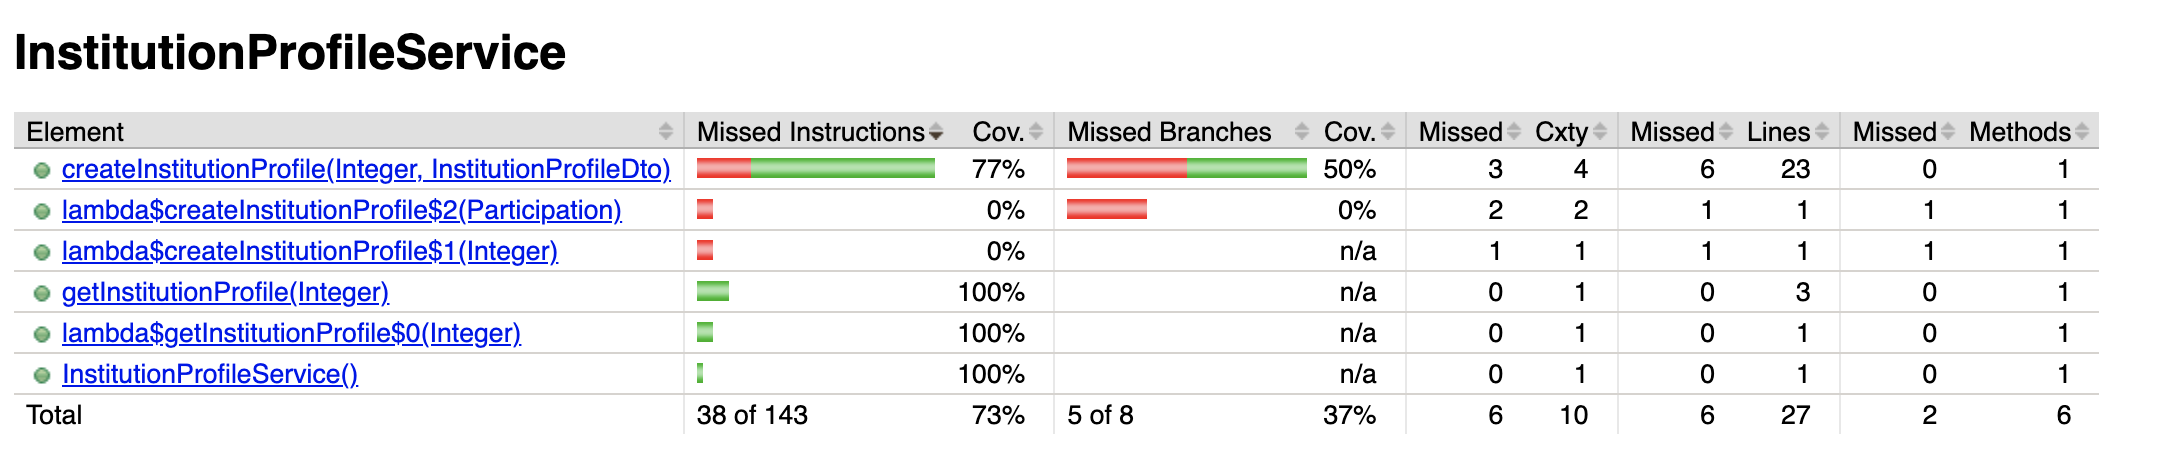 InstitutionProfileService
Element Missed Instructions Cov. Missed Branches Cov. Missed Cxty Missed Lines Missed Methods
createInstitutionProfile(Integer, InstitutionProfileDto) 77% 50% 3 4 6 23 0 1
lambda$createInstitutionProfile$2(Participation) 0% 0% 2 2 1 1 1 1
lambda$createInstitutionProfile$1(Integer) 0% n/a 1 1 1 1 1 1
getInstitutionProfile(Integer) 100% n/a 0 1 0 3 0 1
lambda$getInstitutionProfile$0(Integer) 100% n/a 0 1 0 1 0 1
InstitutionProfileService() 100% n/a 0 1 0 1 0 1
Total 38 of 143 73% 5 of 8 37% 6 10 6 27 2 6